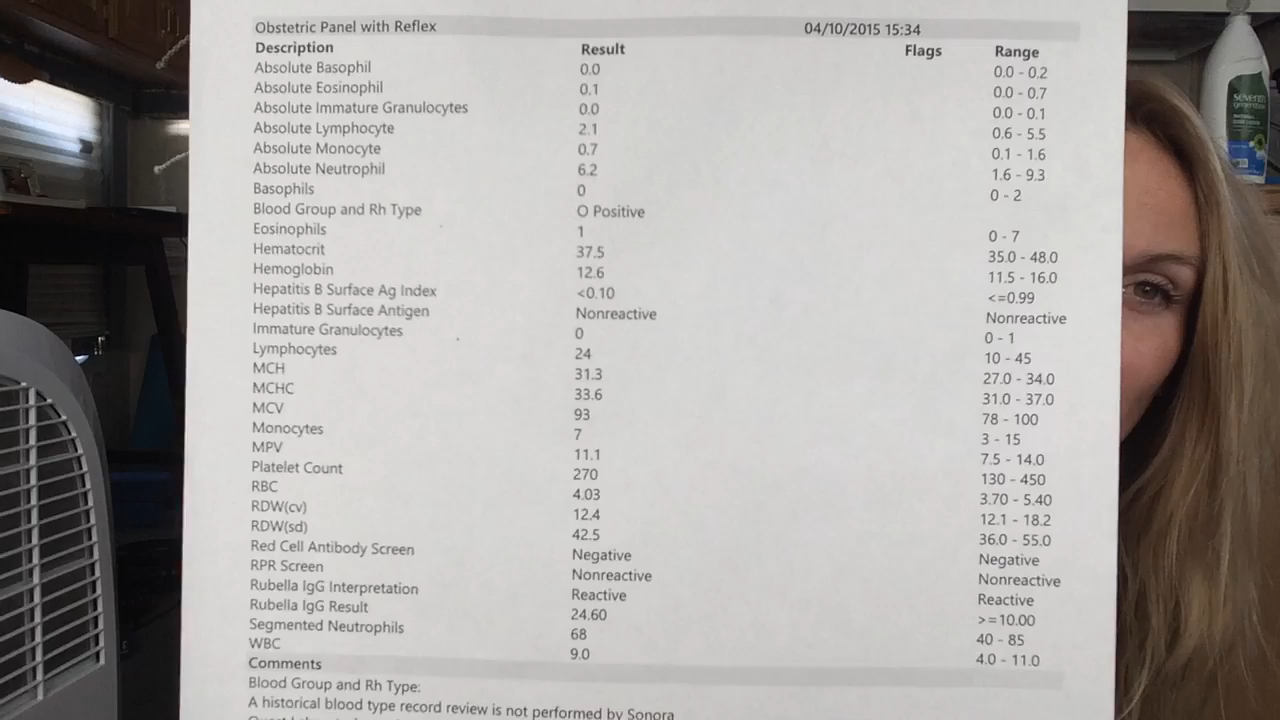 Obstetric Panel with Reflex 04/10/2015 15:34
Description Result Flags Range
Absolute Basophil 0.0 0.0 - 0.2
Absolute Eosinophil 0.1 0.0 - 0.7
Absolute Immature Granulocytes 0.0 0.0 - 0.1
Absolute Lymphocyte 2.1 0.6 - 5.5
Absolute Monocyte 0.7 0.1 - 1.6
Absolute Neutrophil 6.2 1.6 - 9.3
Basophils 0 0 - 2
Blood Group and Rh Type O Positive
Eosinophils 1 0 - 7
Hematocrit 37.5 35.0 - 48.0
Hemoglobin 12.6 11.5 - 16.0
Hepatitis B Surface Ag Index <0.10 <=0.99
Hepatitis B Surface Antigen Nonreactive Nonreactive
Immature Granulocytes 0 0 - 1
Lymphocytes 24 10 - 45
MCH 31.3 27.0 - 34.0
MCHC 33.6 31.0 - 37.0
MCV 93 78 - 100
Monocytes 7 3 - 15
MPV 11.1 7.5 - 14.0
Platelet Count 270 130 - 450
RBC 4.03 3.70 - 5.40
RDW(cv) 12.4 12.1 - 18.2
RDW(sd) 42.5 36.0 - 55.0
Red Cell Antibody Screen Negative Negative
RPR Screen Nonreactive Nonreactive
Rubella IgG Interpretation Reactive Reactive
Rubella IgG Result 24.60 >=10.00
Segmented Neutrophils 68 40 - 85
WBC 9.0 4.0 - 11.0
Comments
Blood Group and Rh Type:
A historical blood type record review is not performed by Sonora
seventh
generation